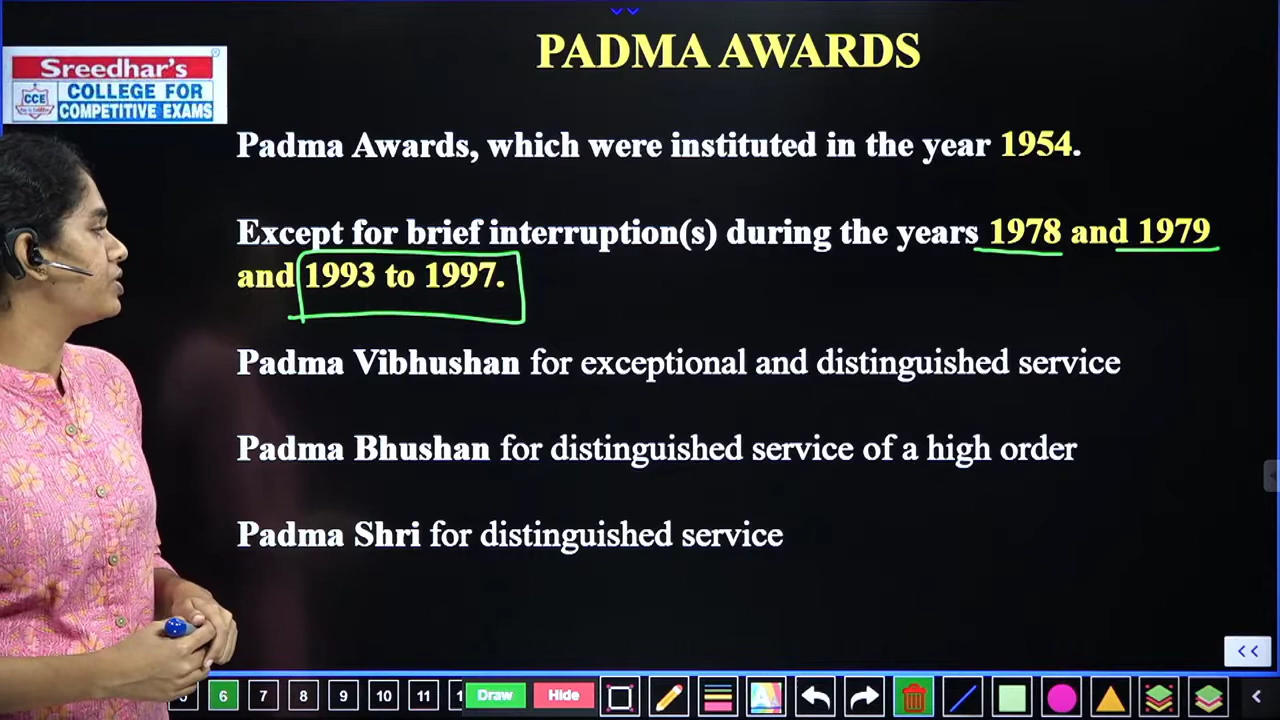 PADMA AWARDS
Sreedhar's
CCE
COLLEGE FOR
COMPETITIVE EXAMS
Padma Awards, which were instituted in the year 1954.
Except for brief interruption(s) during the years 1978 and 1979
and 1993 to 1997.
Padma Vibhushan for exceptional and distinguished service
Padma Bhushan for distinguished service of a high order
Padma Shri for distinguished service
6 7 8 9 10 11 1 Draw Hide A